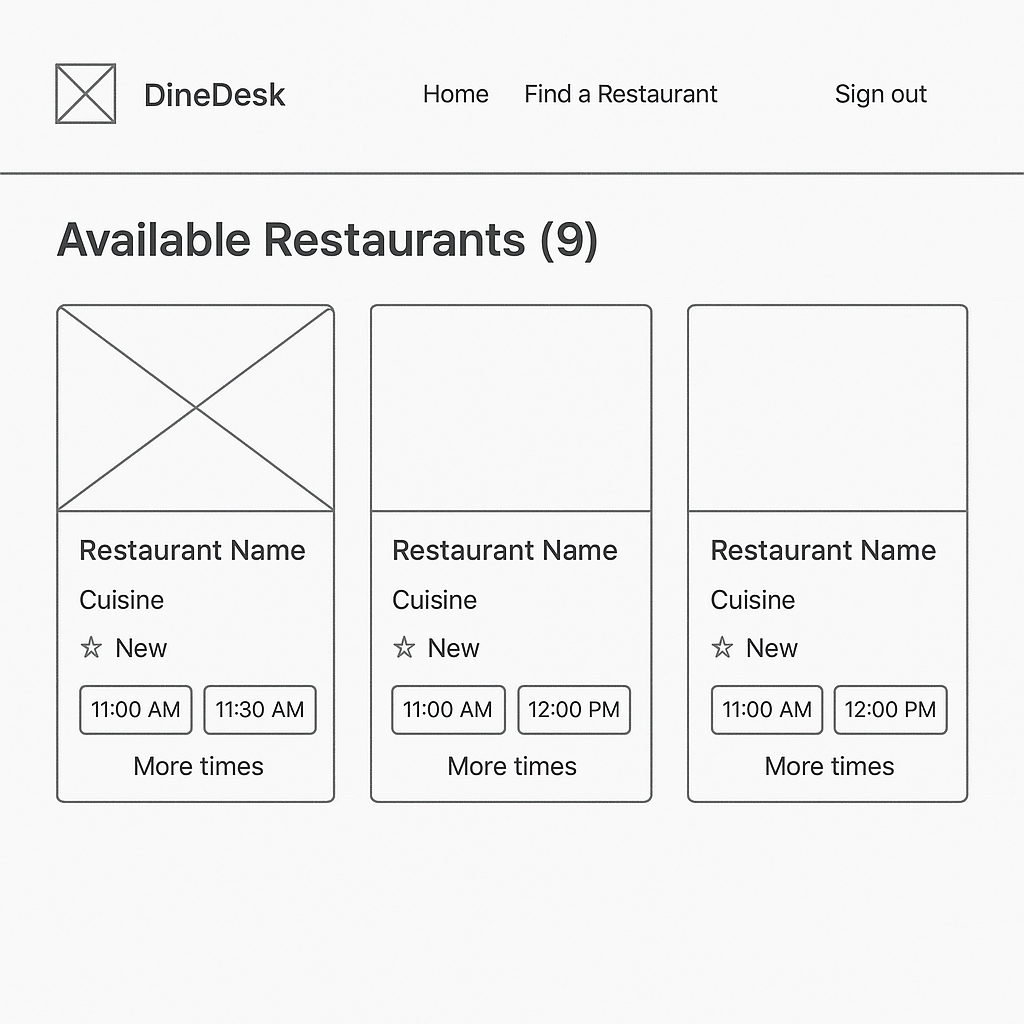 DineDesk
Home
Find a Restaurant
Sign out
Available Restaurants (9)
Restaurant Name
Cuisine
☆ New
11:00 AM
11:30 AM
More times
Restaurant Name
Cuisine
☆ New
11:00 AM
12:00 PM
More times
Restaurant Name
Cuisine
☆ New
11:00 AM
12:00 PM
More times